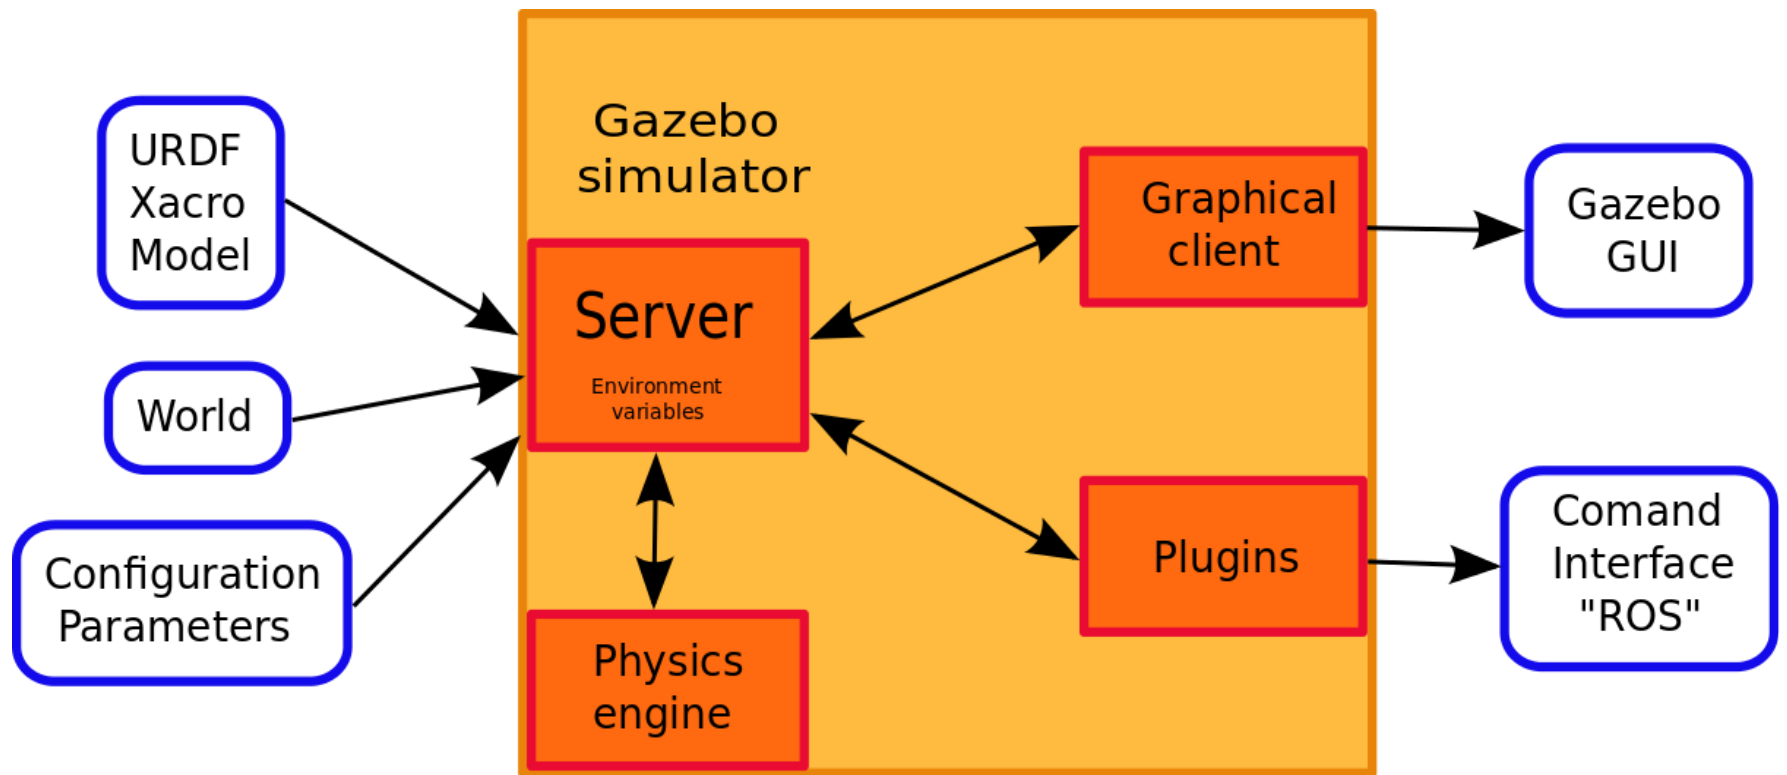 URDF
Xacro
Model
World
Configuration
Parameters
Gazebo
simulator
Server
Environment
variables
Physics
engine
Graphical
client
Plugins
Gazebo
GUI
Comand
Interface
"ROS"